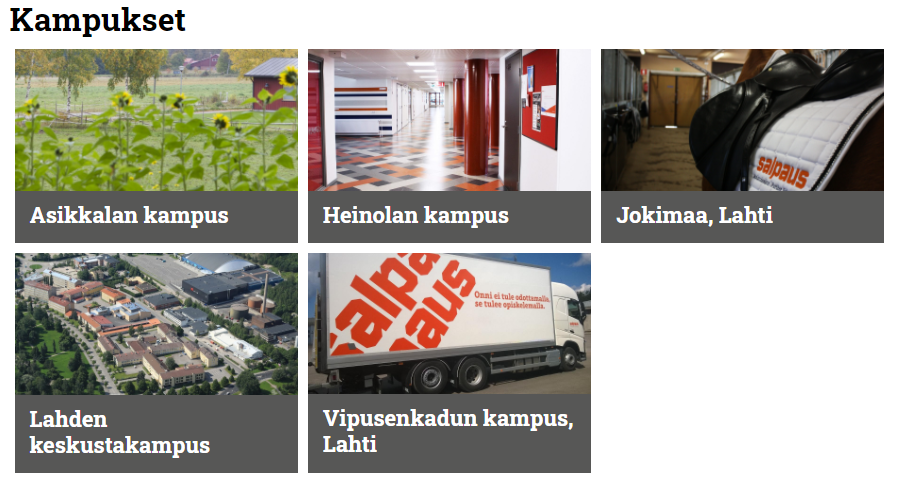 Kampukset
Asikkalan kampus
Heinolan kampus
salpaus
Jokimaa, Lahti
salpaus
Onni ei tule odottamalla,
se tulee opiskelemalla.
Lahden
keskustakampus
Vipusenkadun kampus,
Lahti